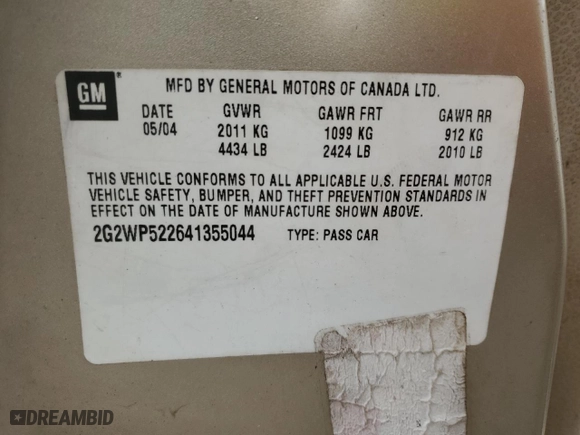 GM
MFD BY GENERAL MOTORS OF CANADA LTD.
DATE GVWR GAWR FRT GAWR RR
05/04 2011 KG 1099 KG 912 KG
4434 LB 2424 LB 2010 LB
THIS VEHICLE CONFORMS TO ALL APPLICABLE U.S. FEDERAL MOTOR
VEHICLE SAFETY, BUMPER, AND THEFT PREVENTION STANDARDS IN
EFFECT ON THE DATE OF MANUFACTURE SHOWN ABOVE.
2G2WP522641355044 TYPE: PASS CAR
DREAMBID